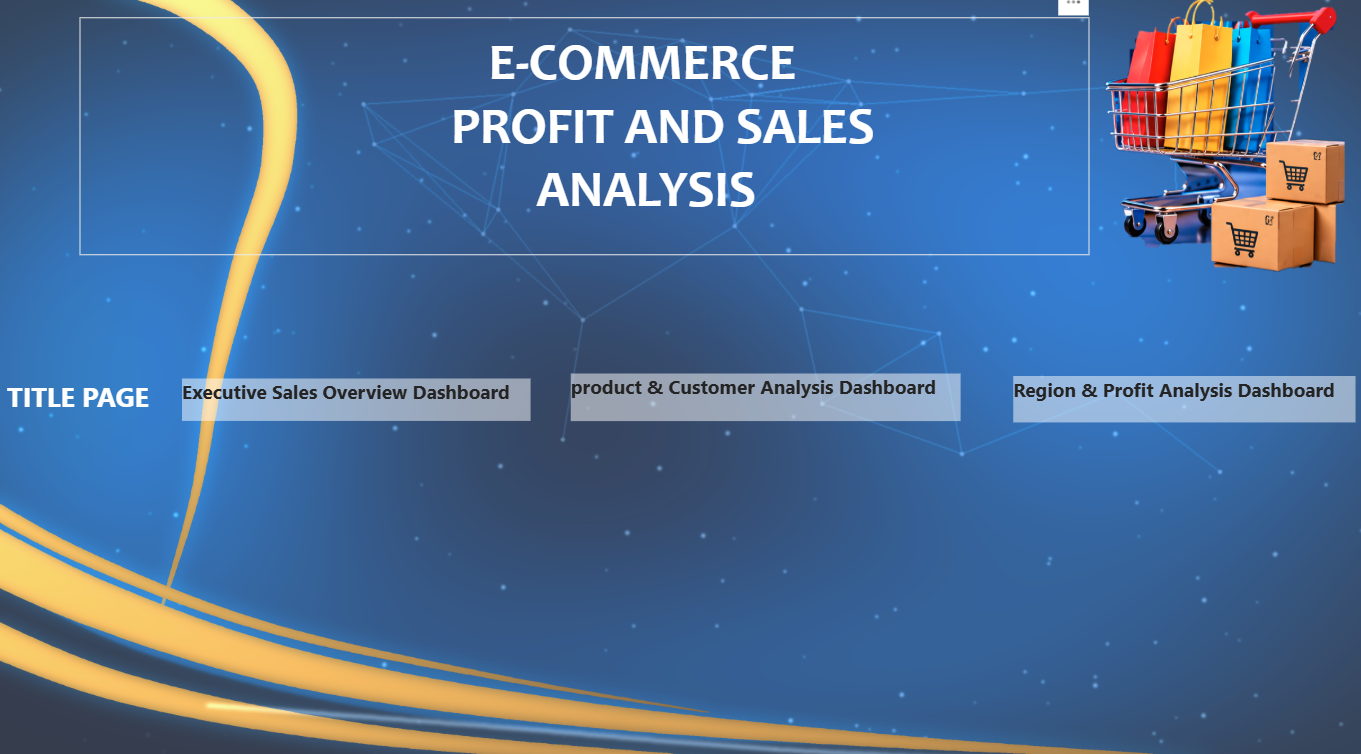 E-COMMERCE
PROFIT AND SALES
ANALYSIS
TITLE PAGE
Executive Sales Overview Dashboard
product & Customer Analysis Dashboard
Region & Profit Analysis Dashboard